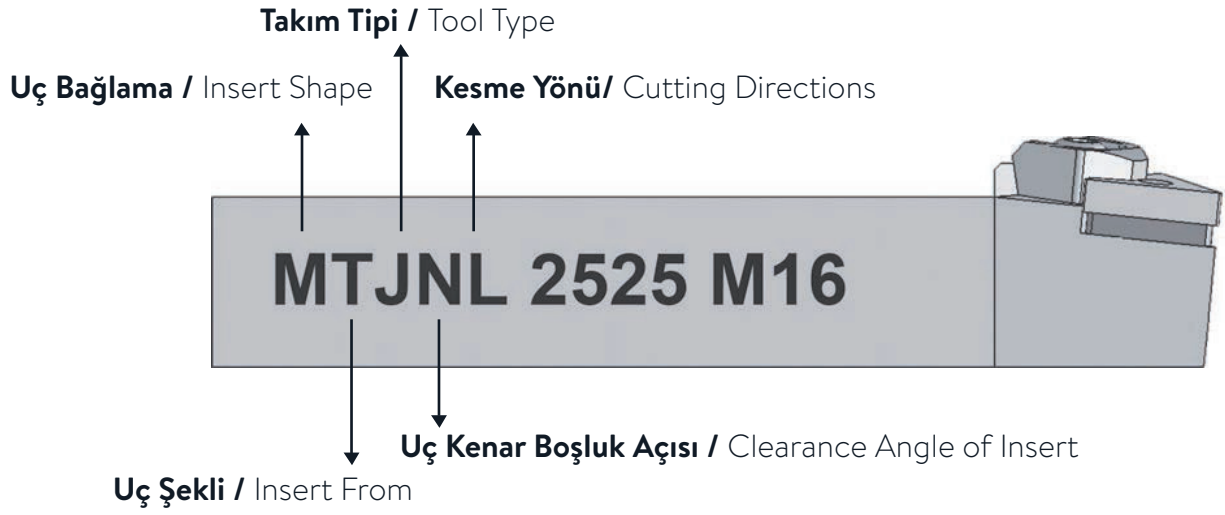 Takım Tipi / Tool Type
Uç Bağlama / Insert Shape
Kesme Yönü/ Cutting Directions
MTJNL 2525 M16
Uç Kenar Boşluk Açısı / Clearance Angle of Insert
Uç Şekli / Insert From